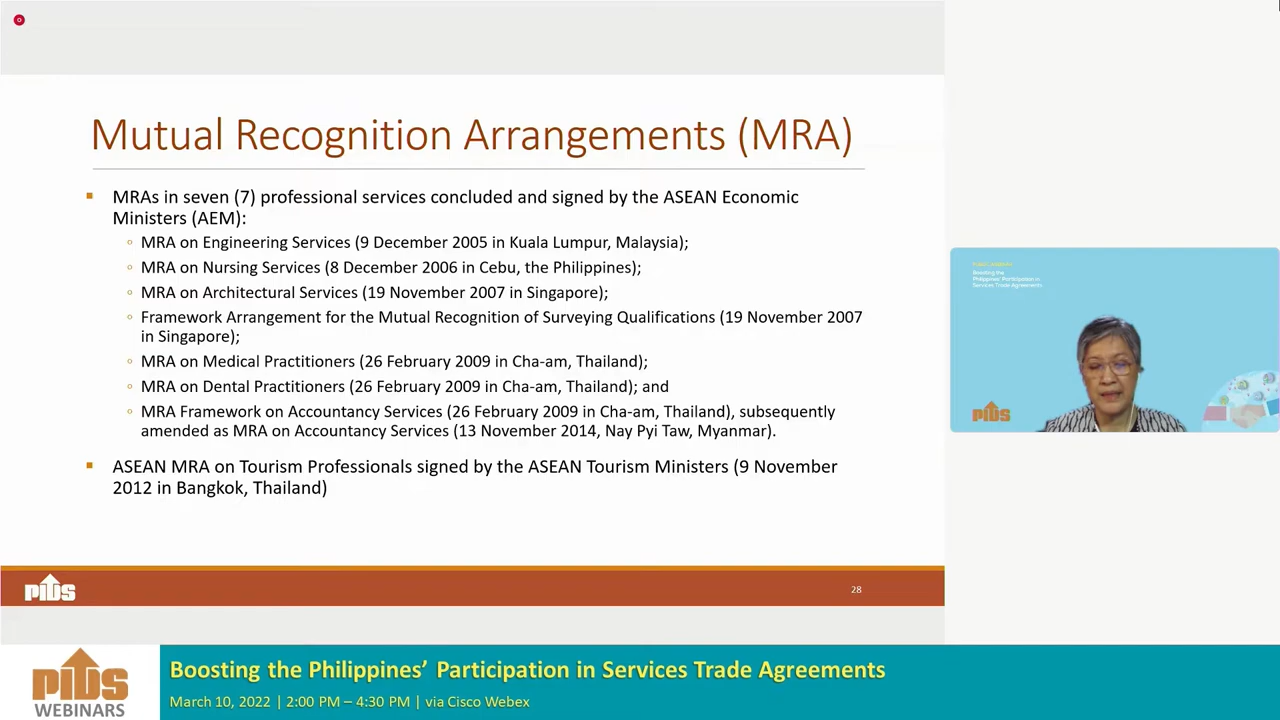 Mutual Recognition Arrangements (MRA)
▪ MRAs in seven (7) professional services concluded and signed by the ASEAN Economic
Ministers (AEM):
◦ MRA on Engineering Services (9 December 2005 in Kuala Lumpur, Malaysia);
◦ MRA on Nursing Services (8 December 2006 in Cebu, the Philippines);
◦ MRA on Architectural Services (19 November 2007 in Singapore);
◦ Framework Arrangement for the Mutual Recognition of Surveying Qualifications (19 November 2007
in Singapore);
◦ MRA on Medical Practitioners (26 February 2009 in Cha-am, Thailand);
◦ MRA on Dental Practitioners (26 February 2009 in Cha-am, Thailand); and
◦ MRA Framework on Accountancy Services (26 February 2009 in Cha-am, Thailand), subsequently
amended as MRA on Accountancy Services (13 November 2014, Nay Pyi Taw, Myanmar).
▪ ASEAN MRA on Tourism Professionals signed by the ASEAN Tourism Ministers (9 November
2012 in Bangkok, Thailand)
PIDS
28
Boosting the
Philippines' Participation in
Services Trade Agreements
PIDS
PIDS
WEBINARS
Boosting the Philippines' Participation in Services Trade Agreements
March 10, 2022 | 2:00 PM – 4:30 PM | via Cisco Webex